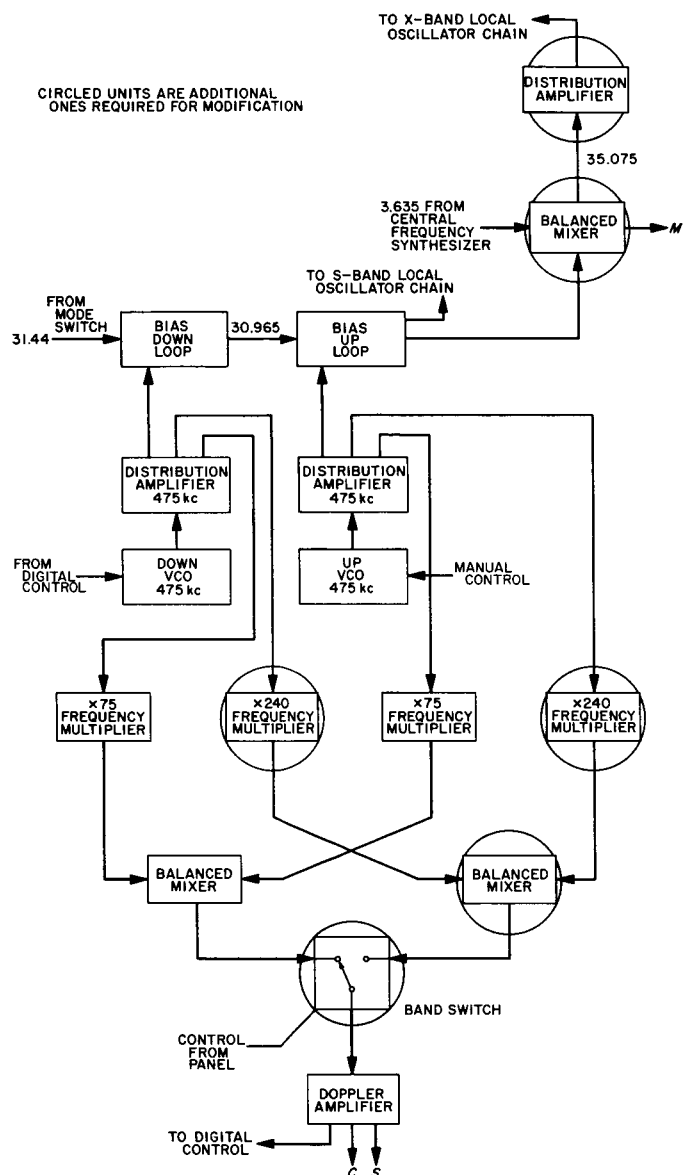 TO X-BAND LOCAL
OSCILLATOR CHAIN
CIRCLED UNITS ARE ADDITIONAL
ONES REQUIRED FOR MODIFICATION
DISTRIBUTION
AMPLIFIER
35.075
3.635 FROM
CENTRAL
FREQUENCY
SYNTHESIZER
BALANCED
MIXER
M
TO S-BAND LOCAL
OSCILLATOR CHAIN
FROM
MODE
SWITCH
31.44
BIAS
DOWN
LOOP
30.965
BIAS
UP
LOOP
DISTRIBUTION
AMPLIFIER
475 kc
DISTRIBUTION
AMPLIFIER
475 kc
FROM
DIGITAL
CONTROL
DOWN
VCO
475 kc
UP
VCO
475 kc
MANUAL
CONTROL
×75
FREQUENCY
MULTIPLIER
×240
FREQUENCY
MULTIPLIER
×75
FREQUENCY
MULTIPLIER
×240
FREQUENCY
MULTIPLIER
BALANCED
MIXER
BALANCED
MIXER
BAND SWITCH
CONTROL
FROM
PANEL
DOPPLER
AMPLIFIER
TO DIGITAL
CONTROL
G S